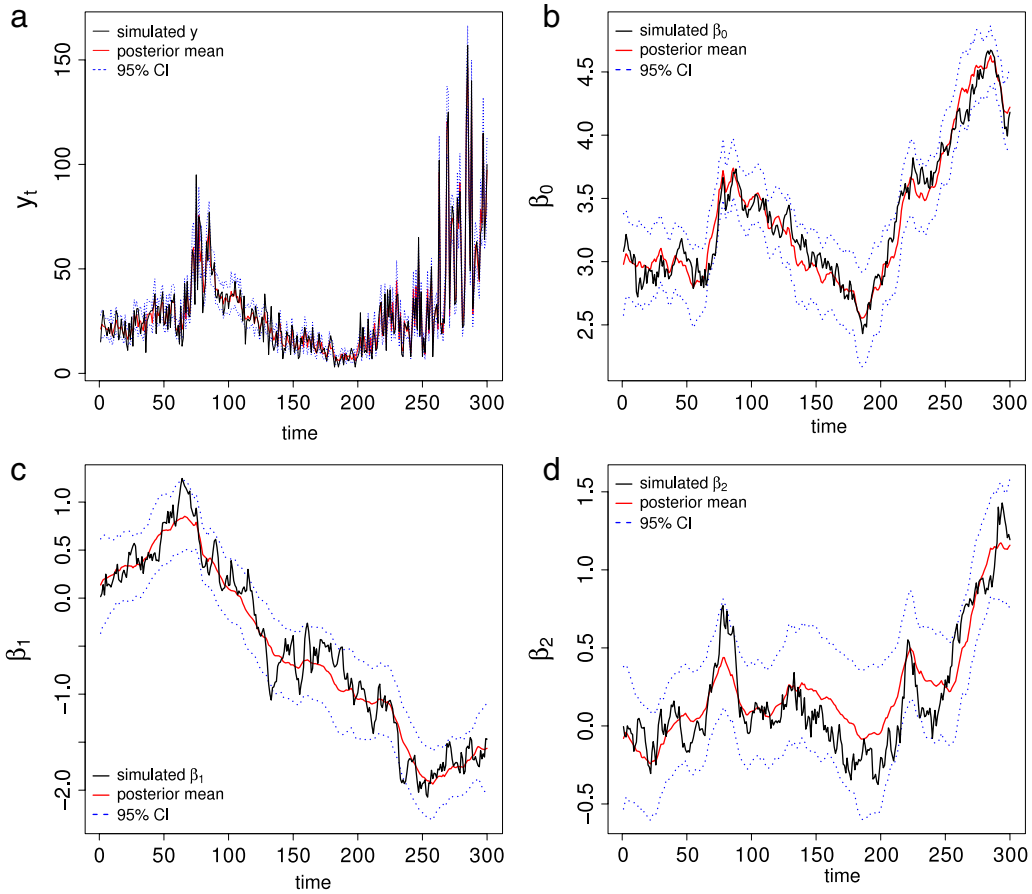 a
simulated y
posterior mean
95% CI
yₜ
0 50 100 150
0 50 100 150 200 250 300
time
b
simulated β₀
posterior mean
95% CI
β₀
2.5 3.0 3.5 4.0 4.5
0 50 100 150 200 250 300
time
c
simulated β₁
posterior mean
95% CI
β₁
−2.0 −1.0 0.0 0.5 1.0
0 50 100 150 200 250 300
time
d
simulated β₂
posterior mean
95% CI
β₂
−0.5 0.0 0.5 1.0 1.5
0 50 100 150 200 250 300
time